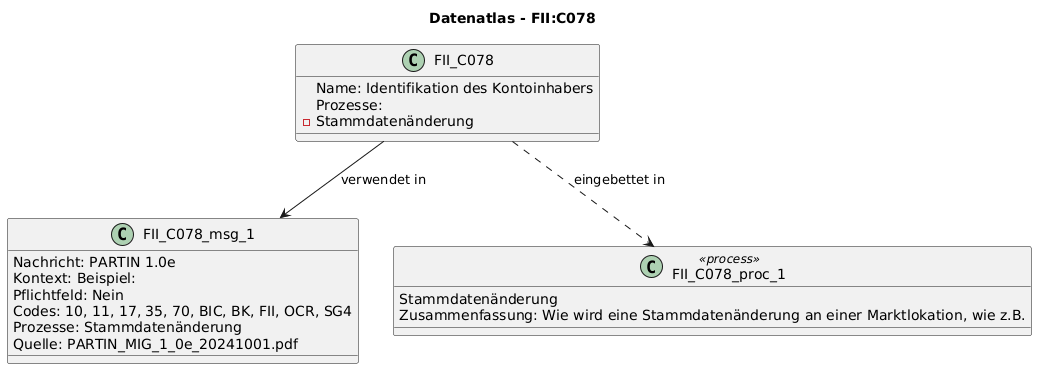 Datenatlas - FII:C078
C FII_C078
Name: Identifikation des Kontoinhabers
Prozesse:
Stammdatenänderung
verwendet in
eingebettet in
C FII_C078_msg_1
Nachricht: PARTIN 1.0e
Kontext: Beispiel:
Pflichtfeld: Nein
Codes: 10, 11, 17, 35, 70, BIC, BK, FII, OCR, SG4
Prozesse: Stammdatenänderung
Quelle: PARTIN_MIG_1_0e_20241001.pdf
«process»
C FII_C078_proc_1
Stammdatenänderung
Zusammenfassung: Wie wird eine Stammdatenänderung an einer Marktlokation, wie z.B.